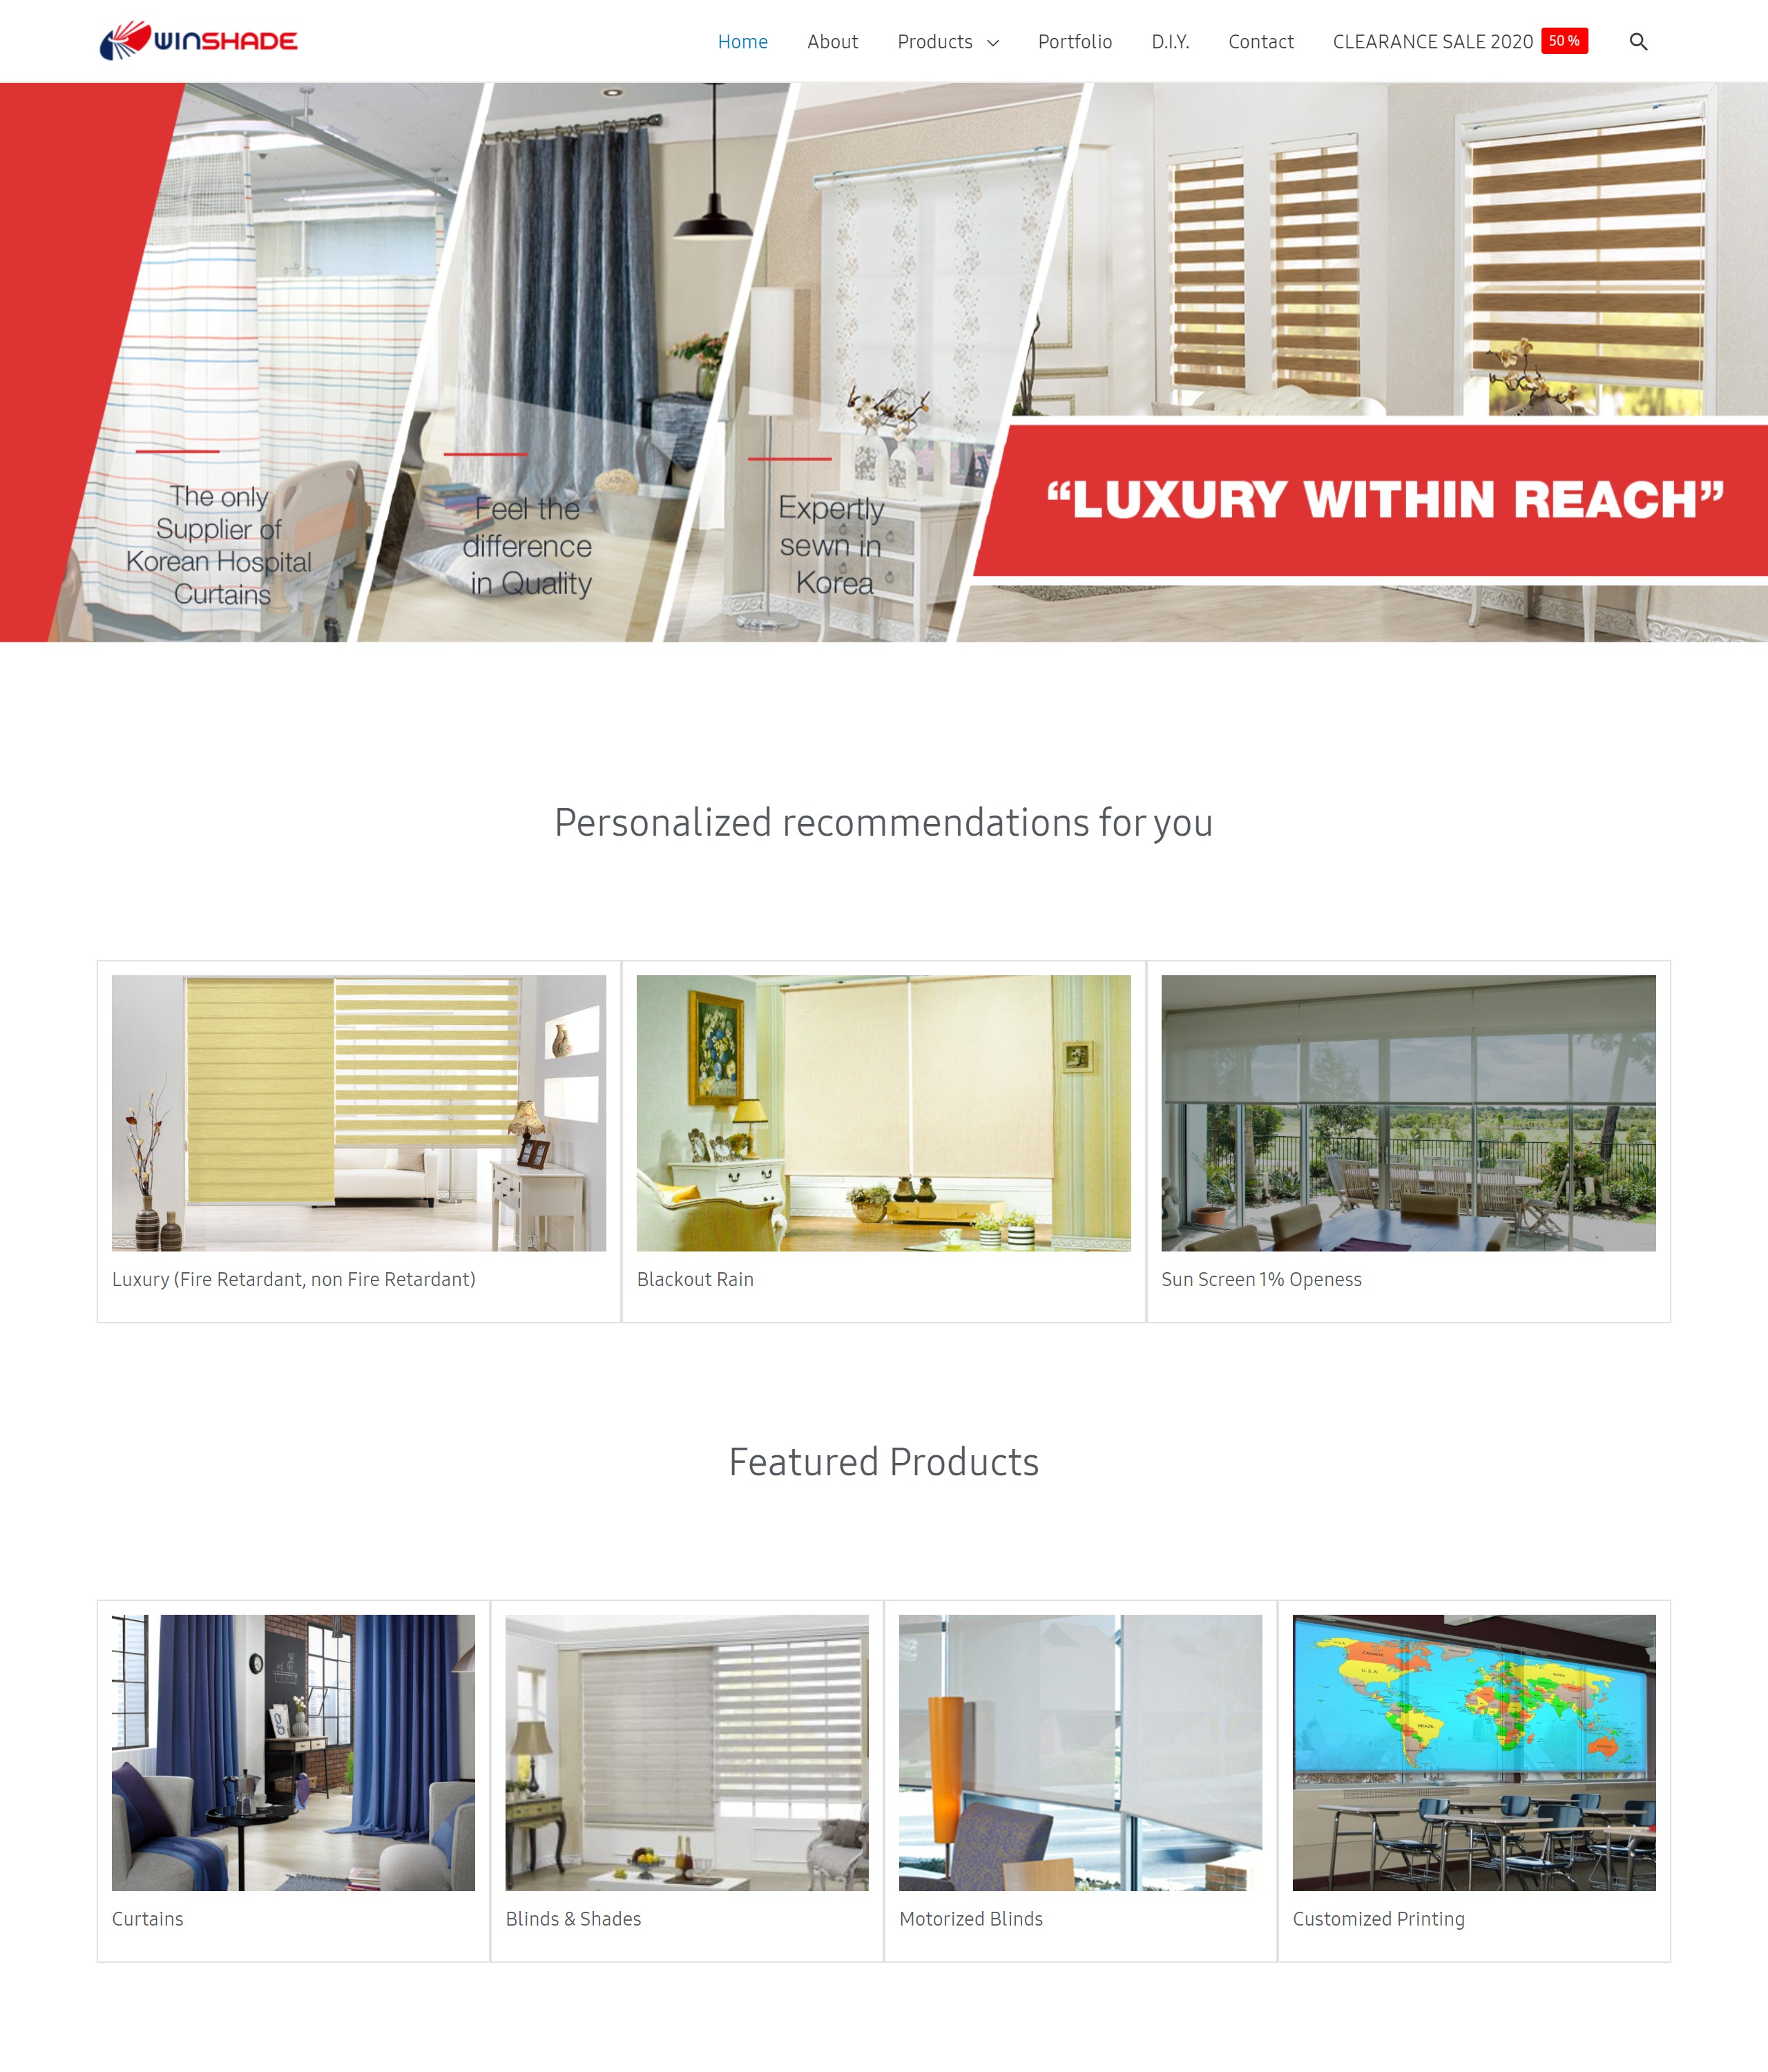 WINSHADE
Home
About
Products
Portfolio
D.I.Y.
Contact
CLEARANCE SALE 2020
50 %
The only
Supplier of
Korean Hospital
Curtains
Feel the
difference
in Quality
Expertly
sewn in
Korea
“LUXURY WITHIN REACH”
Personalized recommendations for you
Luxury (Fire Retardant, non Fire Retardant)
Blackout Rain
Sun Screen 1% Openess
Featured Products
CANADA
U.S.A.
BRAZIL
Curtains
Blinds & Shades
Motorized Blinds
Customized Printing